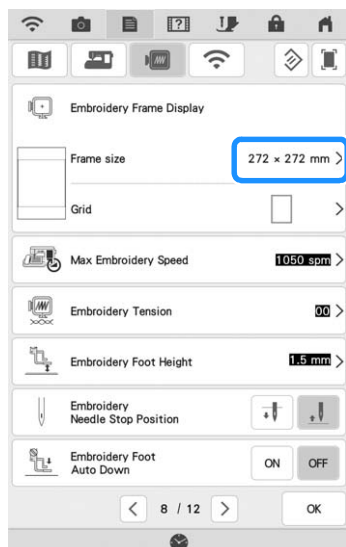 Embroidery Frame Display
Frame size 272 × 272 mm
Grid
Max Embroidery Speed 1050 spm
Embroidery Tension 00
Embroidery Foot Height 1.5 mm
Embroidery
Needle Stop Position
Embroidery Foot
Auto Down ON OFF
8 / 12 OK